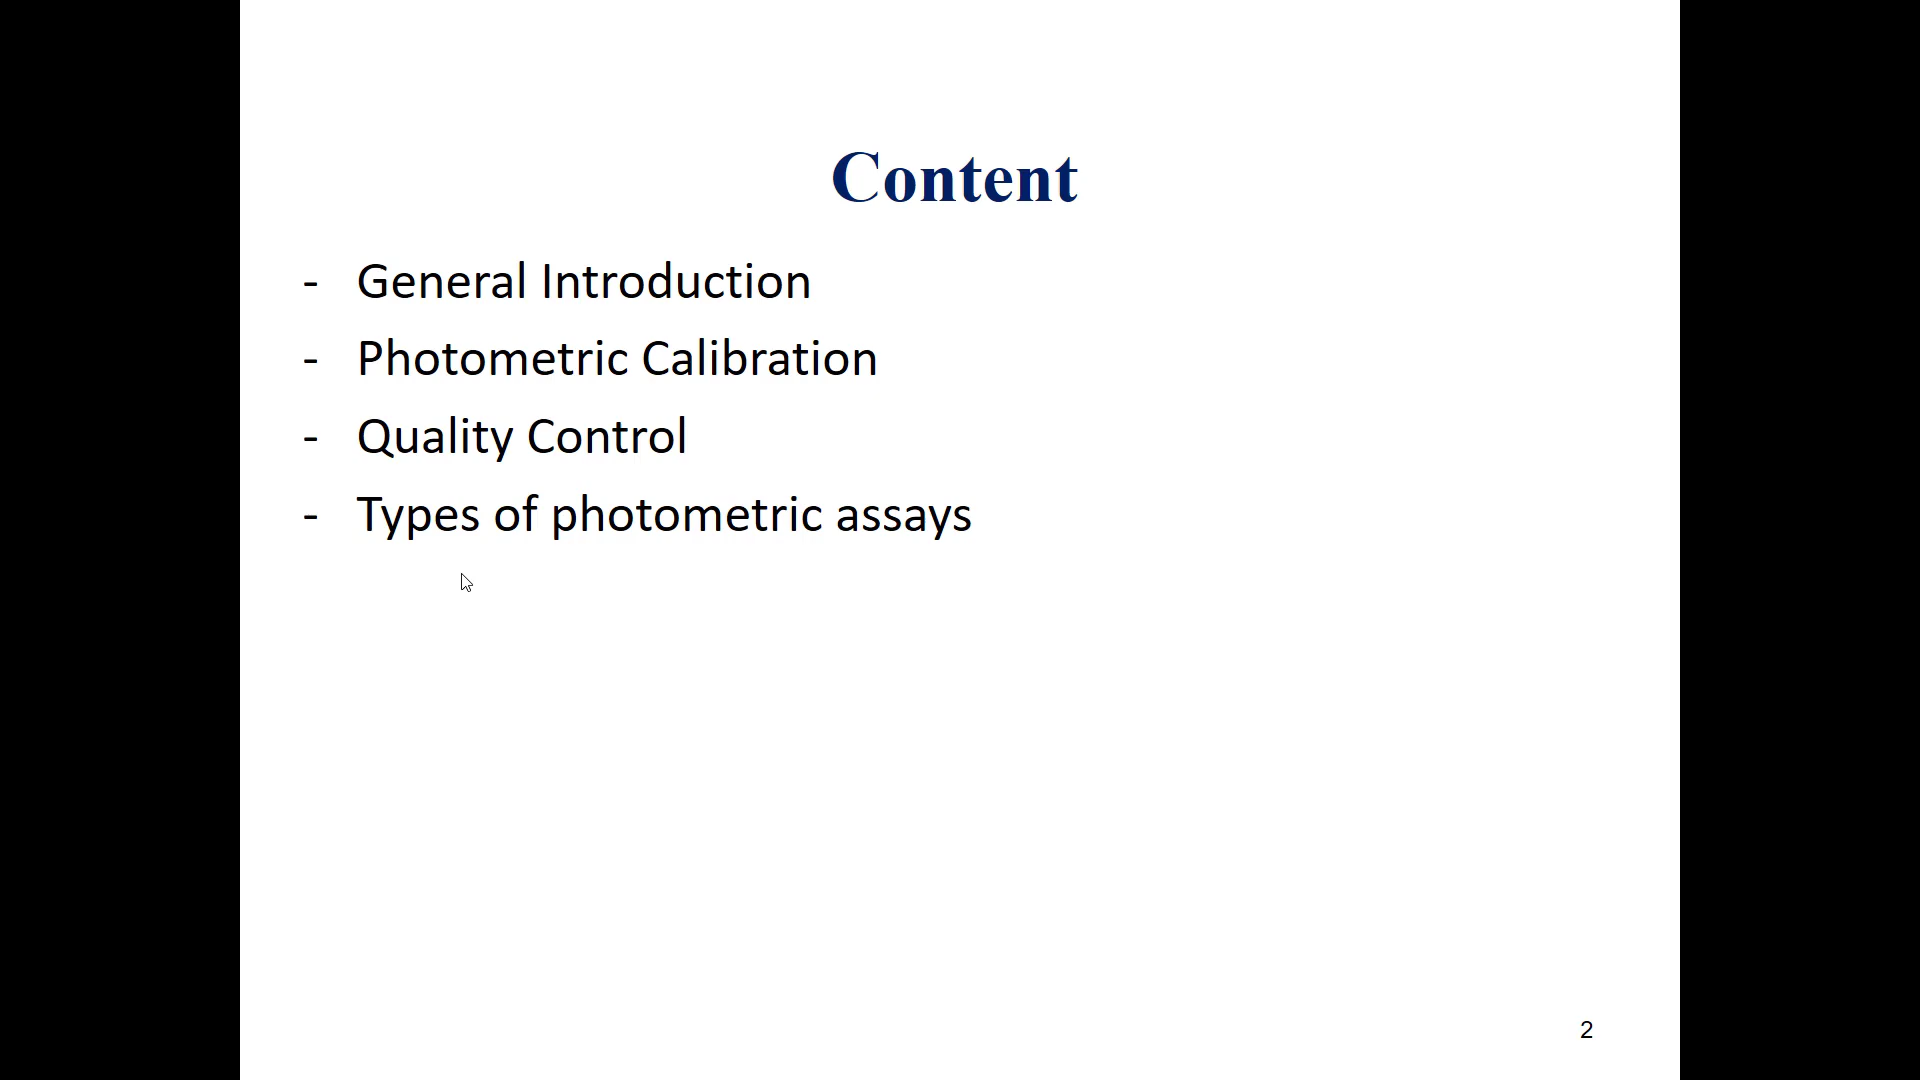 Content
- General Introduction
- Photometric Calibration
- Quality Control
- Types of photometric assays
2